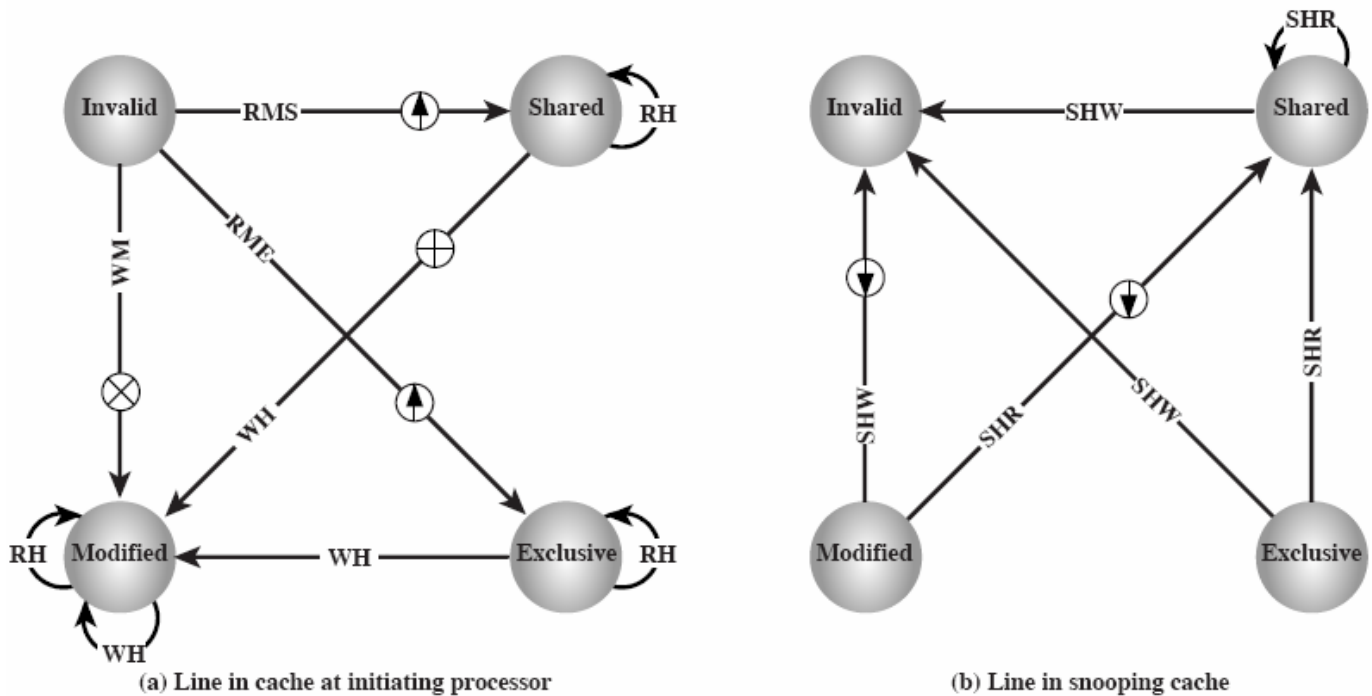 SHR
Invalid
RMS
Shared
RH
Invalid
SHW
Shared
WM
RME
WH
SHW
SHR
SHW
SHR
RH
Modified
WH
Exclusive
RH
WH
Modified
Exclusive
(a) Line in cache at initiating processor
(b) Line in snooping cache